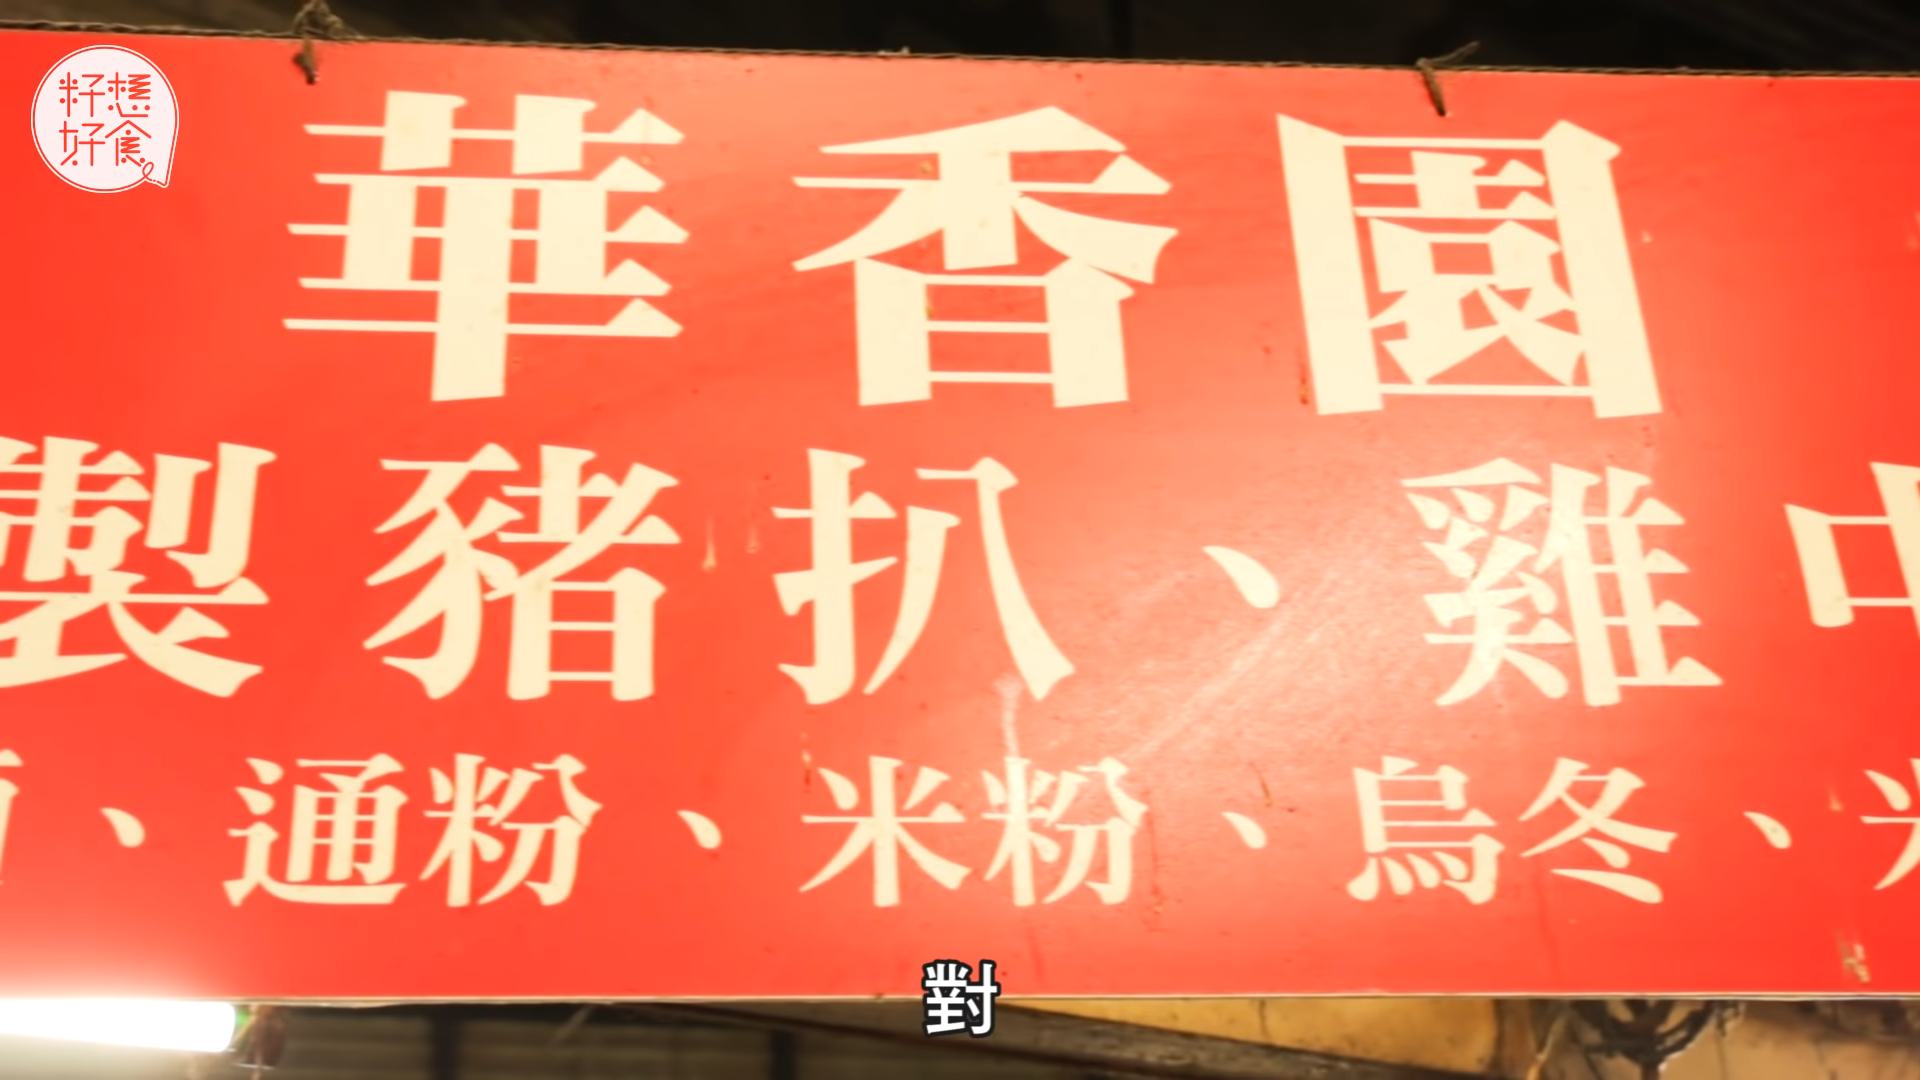 籽想
好食
華香園
製豬扒、雞中
、通粉、米粉、烏冬、米
對